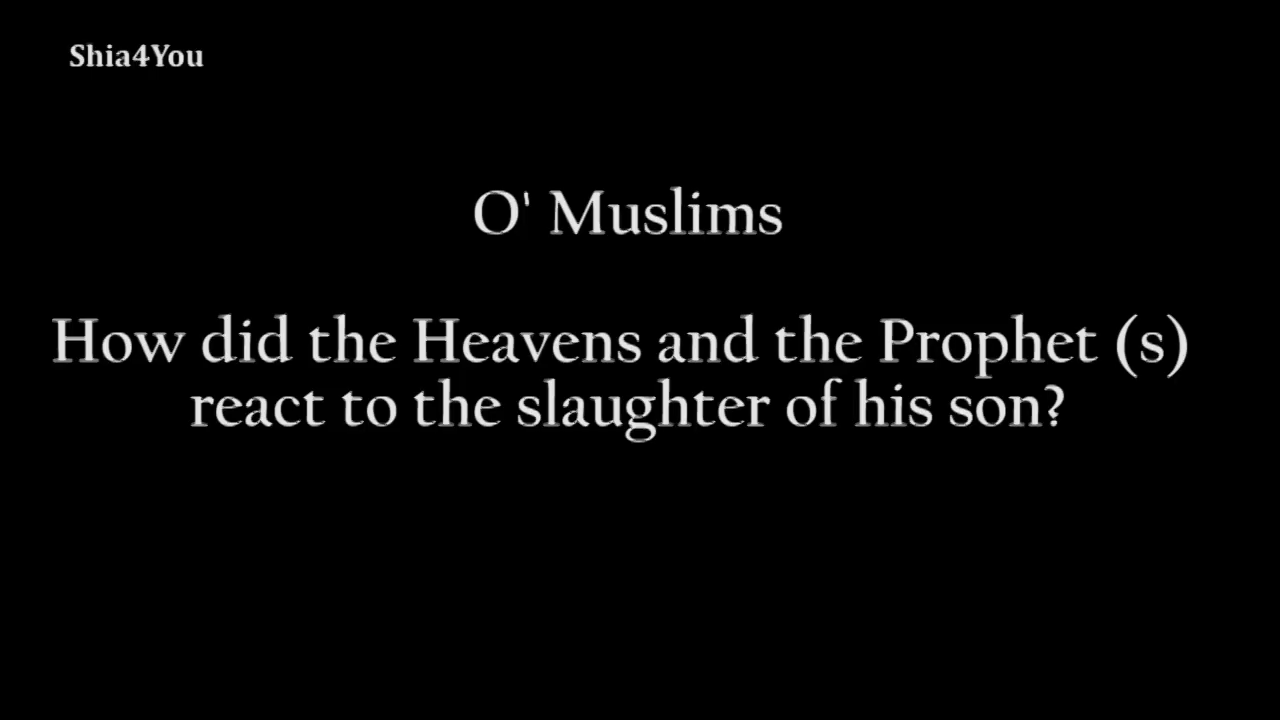 Shia4You
O' Muslims
How did the Heavens and the Prophet (s)
react to the slaughter of his son?